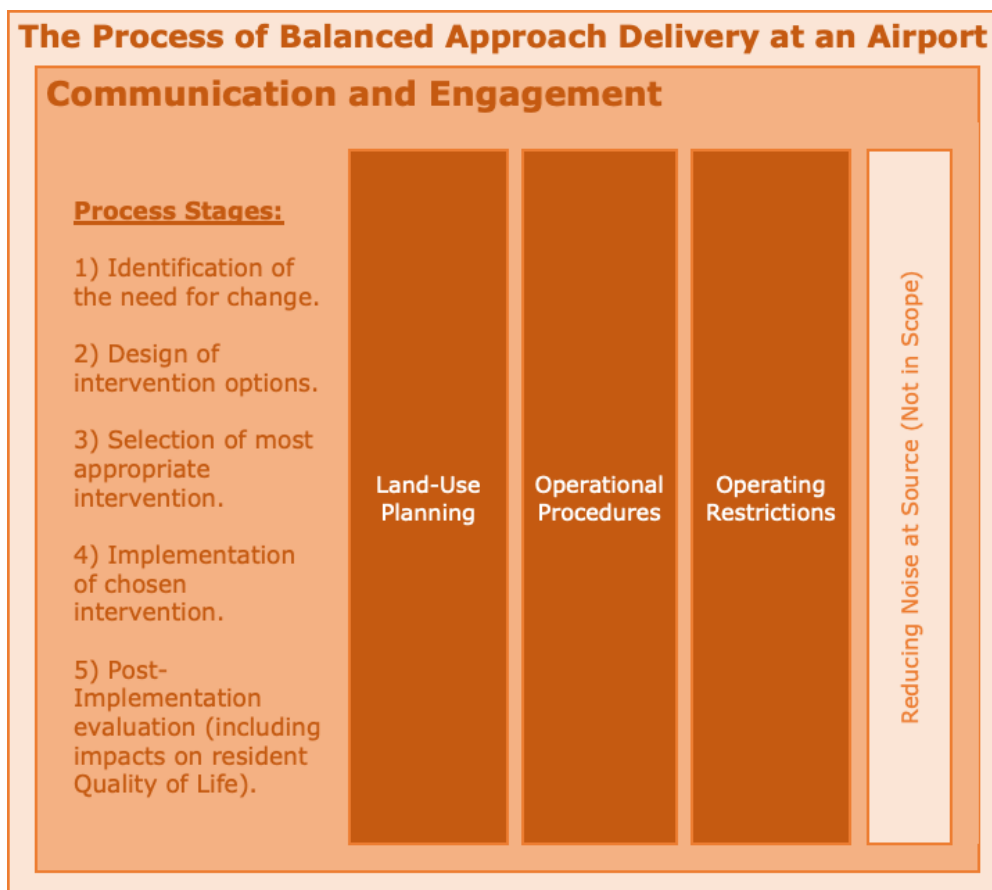 The Process of Balanced Approach Delivery at an Airport
Communication and Engagement
Process Stages:
1) Identification of
the need for change.
2) Design of
intervention options.
3) Selection of most
appropriate
intervention.
4) Implementation
of chosen
intervention.
5) Post-
Implementation
evaluation (including
impacts on resident
Quality of Life).
Land-Use
Planning
Operational
Procedures
Operating
Restrictions
Reducing Noise at Source (Not in Scope)